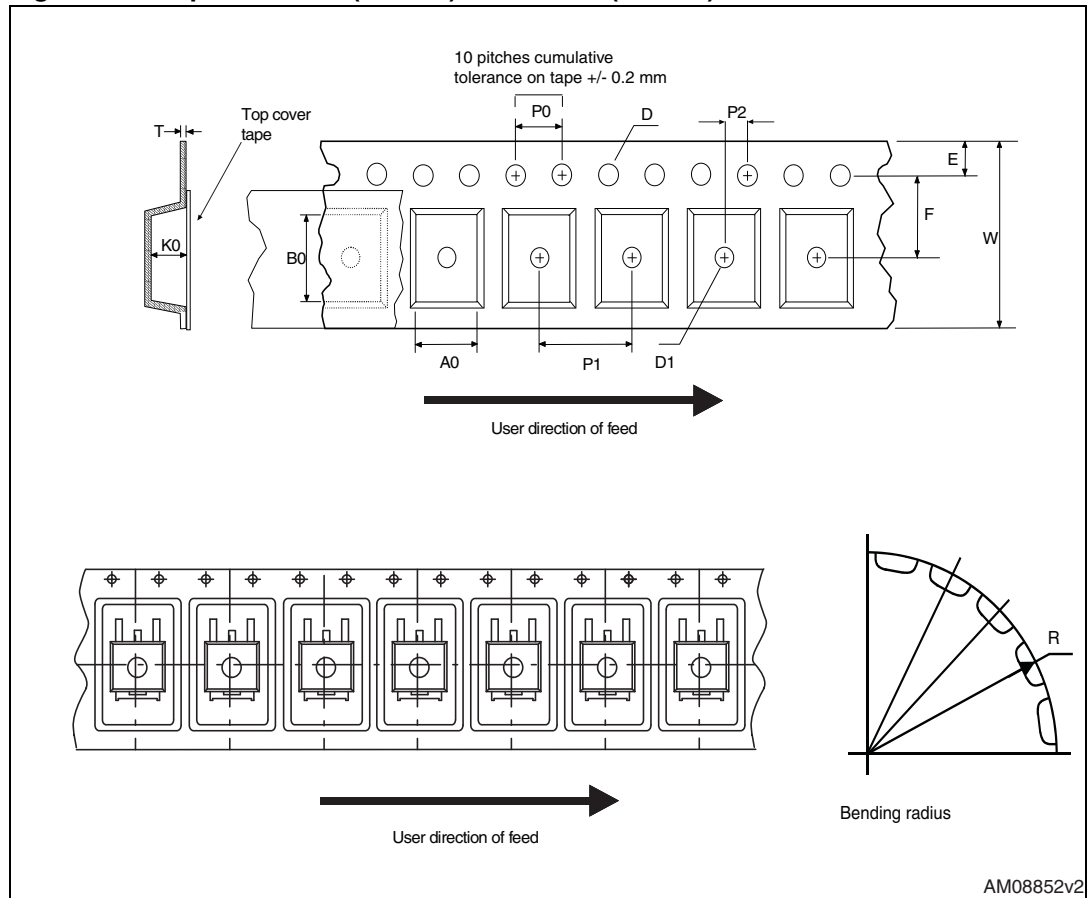 10 pitches cumulative
tolerance on tape +/- 0.2 mm
T
Top cover
tape
P0
D
P2
E
F
W
K0
B0
A0
P1
D1
User direction of feed
R
Bending radius
User direction of feed
AM08852v2